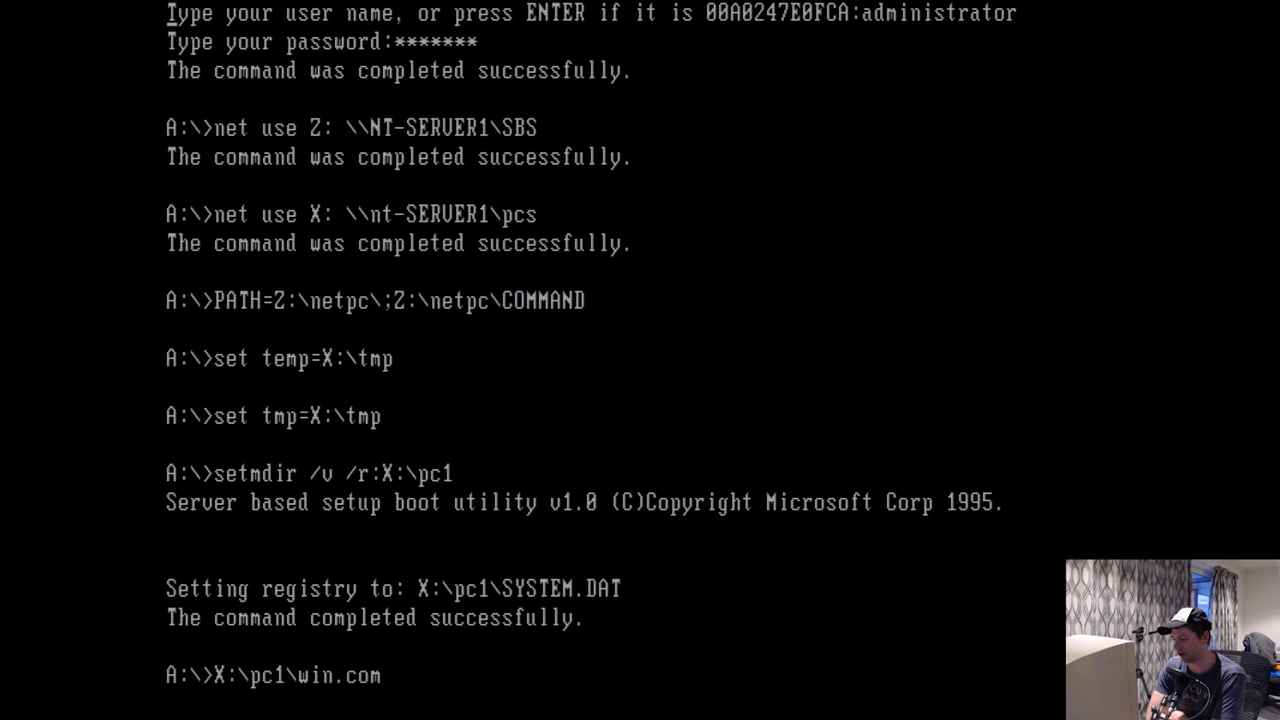 Type your user name, or press ENTER if it is 00A0247E0FCA:administrator
Type your password:*******
The command was completed successfully.
A:\>net use Z: \\NT-SERVER1\SBS
The command was completed successfully.
A:\>net use X: \\nt-SERVER1\pcs
The command was completed successfully.
A:\>PATH=Z:\netpc\;Z:\netpc\COMMAND
A:\>set temp=X:\tmp
A:\>set tmp=X:\tmp
A:\>setmdir /v /r:X:\pc1
Server based setup boot utility v1.0 (C)Copyright Microsoft Corp 1995.
Setting registry to: X:\pc1\SYSTEM.DAT
The command completed successfully.
A:\>X:\pc1\win.com